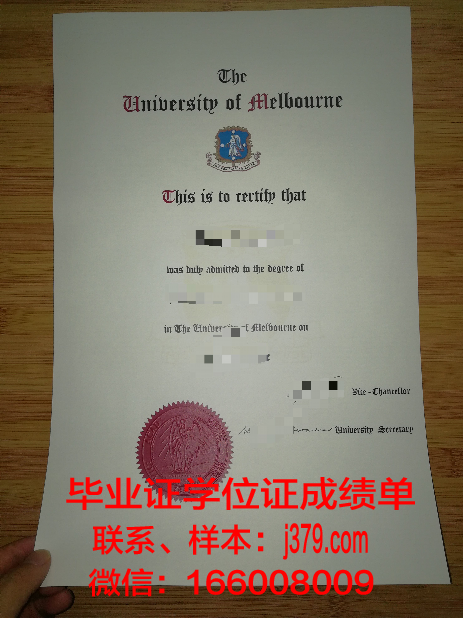 The
University of Melbourne
This is to certify that
was duly admitted to the degree of
in The University of Melbourne on
Vice-Chancellor
University Secretary
毕业证学位证成绩单
联系、样本：j379.com
微信：166008009